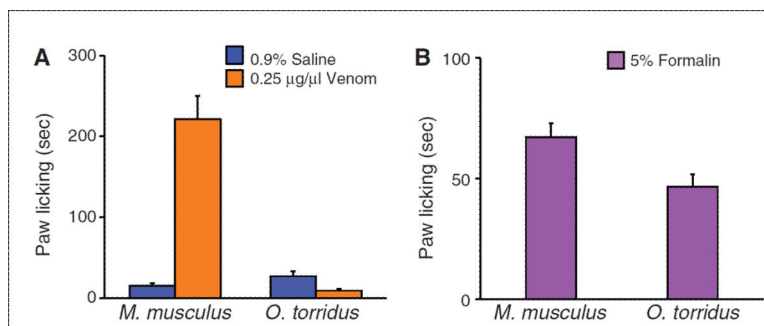 A
0.9% Saline
0.25 µg/µl Venom
Paw licking (sec)
300
200
100
0
M. musculus
O. torridus
B
5% Formalin
Paw licking (sec)
100
50
0
M. musculus
O. torridus